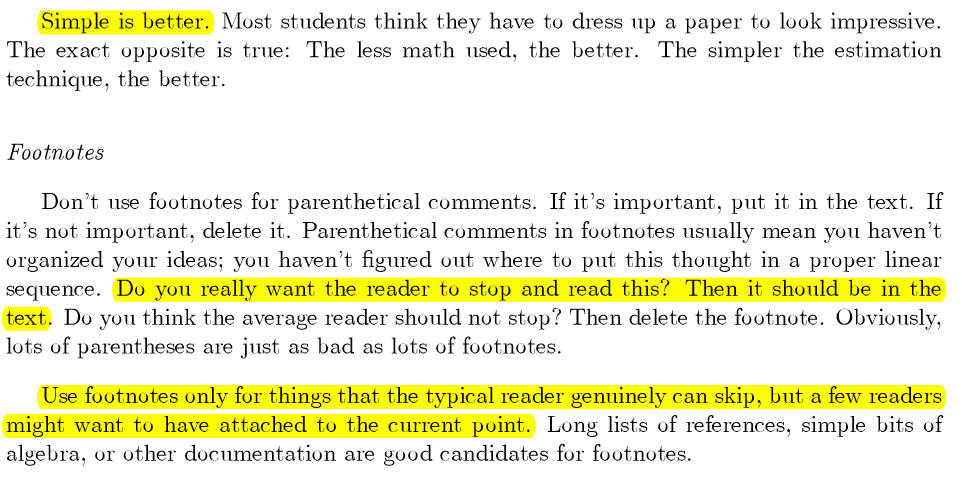 Simple is better. Most students think they have to dress up a paper to look impressive.
The exact opposite is true: The less math used, the better. The simpler the estimation
technique, the better.
Footnotes
Don't use footnotes for parenthetical comments. If it's important, put it in the text. If
it's not important, delete it. Parenthetical comments in footnotes usually mean you haven't
organized your ideas; you haven't figured out where to put this thought in a proper linear
sequence. Do you really want the reader to stop and read this? Then it should be in the
text. Do you think the average reader should not stop? Then delete the footnote. Obviously,
lots of parentheses are just as bad as lots of footnotes.
Use footnotes only for things that the typical reader genuinely can skip, but a few readers
might want to have attached to the current point. Long lists of references, simple bits of
algebra, or other documentation are good candidates for footnotes.